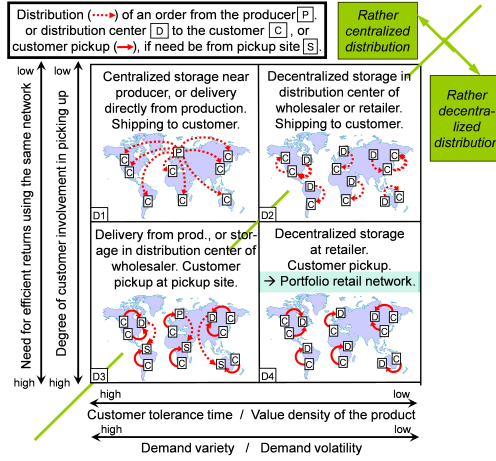 Distribution ( ) of an order from the producer P .
or distribution center D to the customer C , or
customer pickup ( ), if need be from pickup site S .
Rather
centralized
distribution
Rather
decentra-
lized
distribution
low
low
Need for efficient returns using the same network
Degree of customer involvement in picking up
high
high
Centralized storage near
producer, or delivery
directly from production.
Shipping to customer.
P
C
C
C
C
C
C
C
C
D1
Decentralized storage in
distribution center of
wholesaler or retailer.
Shipping to customer.
D
C
C
D
C
D
C
D
C
D
C
D
C
D2
Delivery from prod., or stor-
age in distribution center of
wholesaler. Customer
pickup at pickup site.
C
D
C
P
C
D
C
C
S
C
S
C
S
C
D3
Decentralized storage
at retailer.
Customer pickup.
→ Portfolio retail network.
C
D
C
D
C
C
D
C
D
C
D
C
D
C
D4
high
low
Customer tolerance time / Value density of the product
high
low
Demand variety / Demand volatility